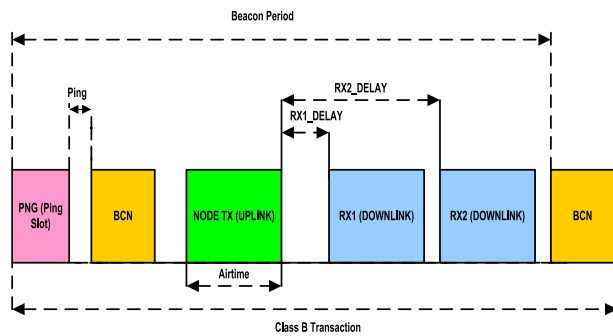 Beacon Period
Ping
RX2_DELAY
RX1_DELAY
PNG (Ping
Slot)
BCN
NODE TX (UPLINK)
RX1 (DOWNLINK)
RX2 (DOWNLINK)
BCN
Airtime
Class B Transaction